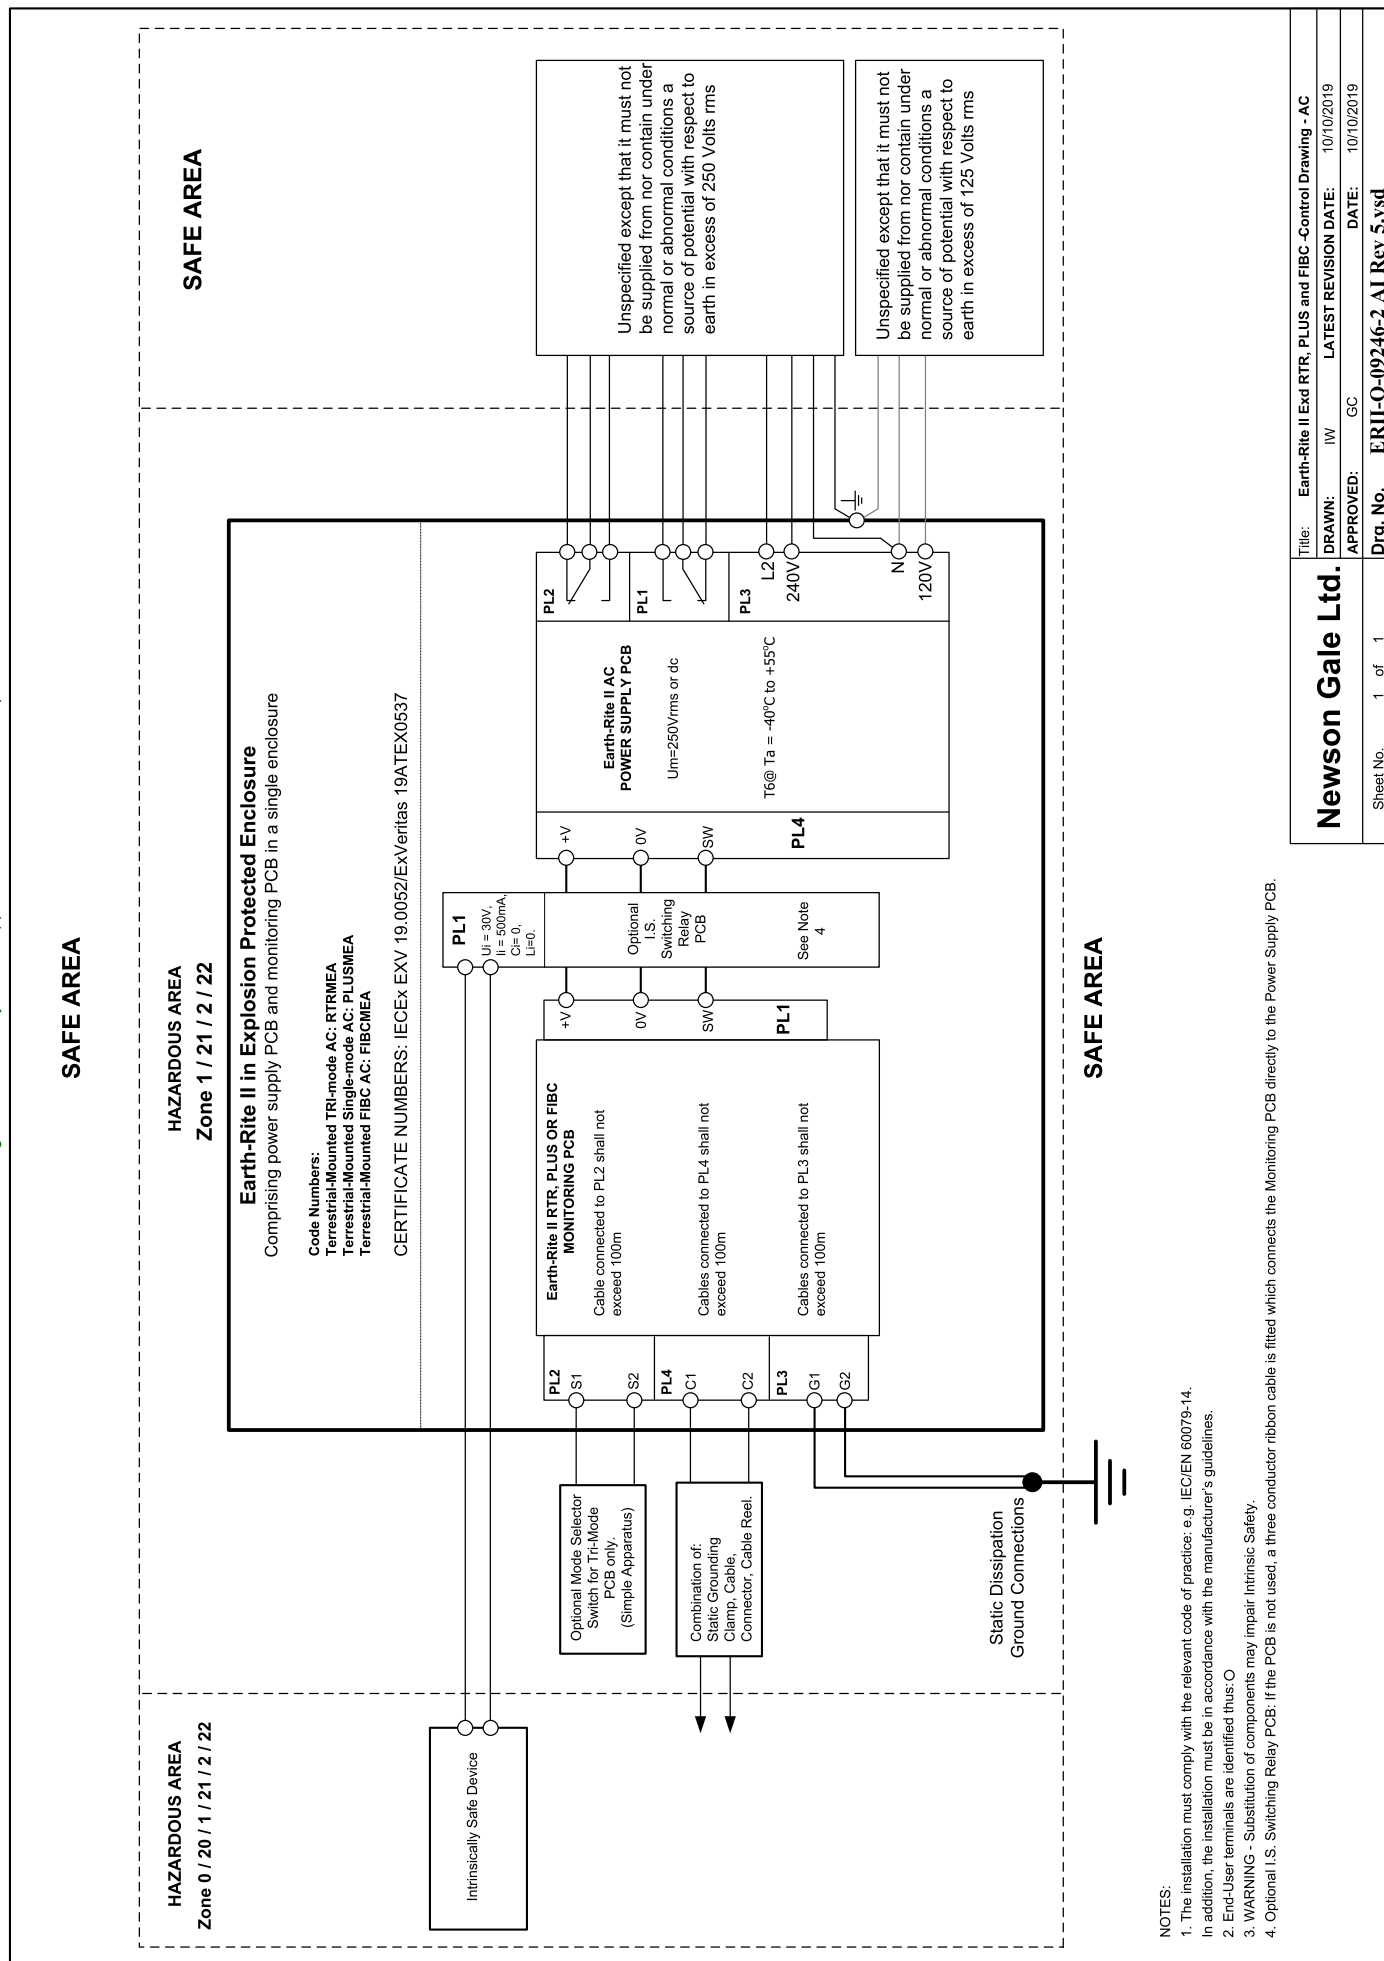 SAFE AREA
HAZARDOUS AREA
Zone 0 / 20 / 1 / 21 / 2 / 22
HAZARDOUS AREA
Zone 1 / 21 / 2 / 22
SAFE AREA
Earth-Rite II in Explosion Protected Enclosure
Comprising power supply PCB and monitoring PCB in a single enclosure
Code Numbers:
Terrestrial-Mounted TRI-mode AC: RTRMEA
Terrestrial-Mounted Single-mode AC: PLUSMEA
Terrestrial-Mounted FIBC AC: FIBCMEA
CERTIFICATE NUMBERS: IECEx EXV 19.0052/ExVeritas 19ATEX0537
Intrinsically Safe Device
PL1
Ui = 30V,
Ii = 500mA,
Ci= 0,
Li=0.
Optional
I.S.
Switching
Relay
PCB
See Note
4
Optional Mode Selector
Switch for Tri-Mode
PCB only.
(Simple Apparatus)
Combination of:
Static Grounding
Clamp, Cable,
Connector, Cable Reel.
Static Dissipation
Ground Connections
PL2
S1
S2
PL4
C1
C2
PL3
G1
G2
Earth-Rite II RTR, PLUS OR FIBC
MONITORING PCB
Cable connected to PL2 shall not
exceed 100m
Cables connected to PL4 shall not
exceed 100m
Cables connected to PL3 shall not
exceed 100m
+V
0V
SW
PL1
+V
0V
SW
PL4
Earth-Rite II AC
POWER SUPPLY PCB
Um=250Vrms or dc
T6@ Ta = -40°C to +55°C
PL2
PL1
PL3
L2
240V
N
120V
Unspecified except that it must not
be supplied from nor contain under
normal or abnormal conditions a
source of potential with respect to
earth in excess of 250 Volts rms
Unspecified except that it must not
be supplied from nor contain under
normal or abnormal conditions a
source of potential with respect to
earth in excess of 125 Volts rms
SAFE AREA
NOTES:
1. The installation must comply with the relevant code of practice: e.g. IEC/EN 60079-14.
In addition, the installation must be in accordance with the manufacturer's guidelines.
2. End-User terminals are identified thus:
3. WARNING - Substitution of components may impair Intrinsic Safety.
4. Optional I.S. Switching Relay PCB: If the PCB is not used, a three conductor ribbon cable is fitted which connects the Monitoring PCB directly to the Power Supply PCB.
Newson Gale Ltd.
Sheet No. 1 of 1
Title: Earth-Rite II Exd RTR, PLUS and FIBC -Control Drawing - AC
DRAWN: IW LATEST REVISION DATE: 10/10/2019
APPROVED: GC DATE: 10/10/2019
Drg. No. ERII-Q-09246-2 AI Rev 5.vsd